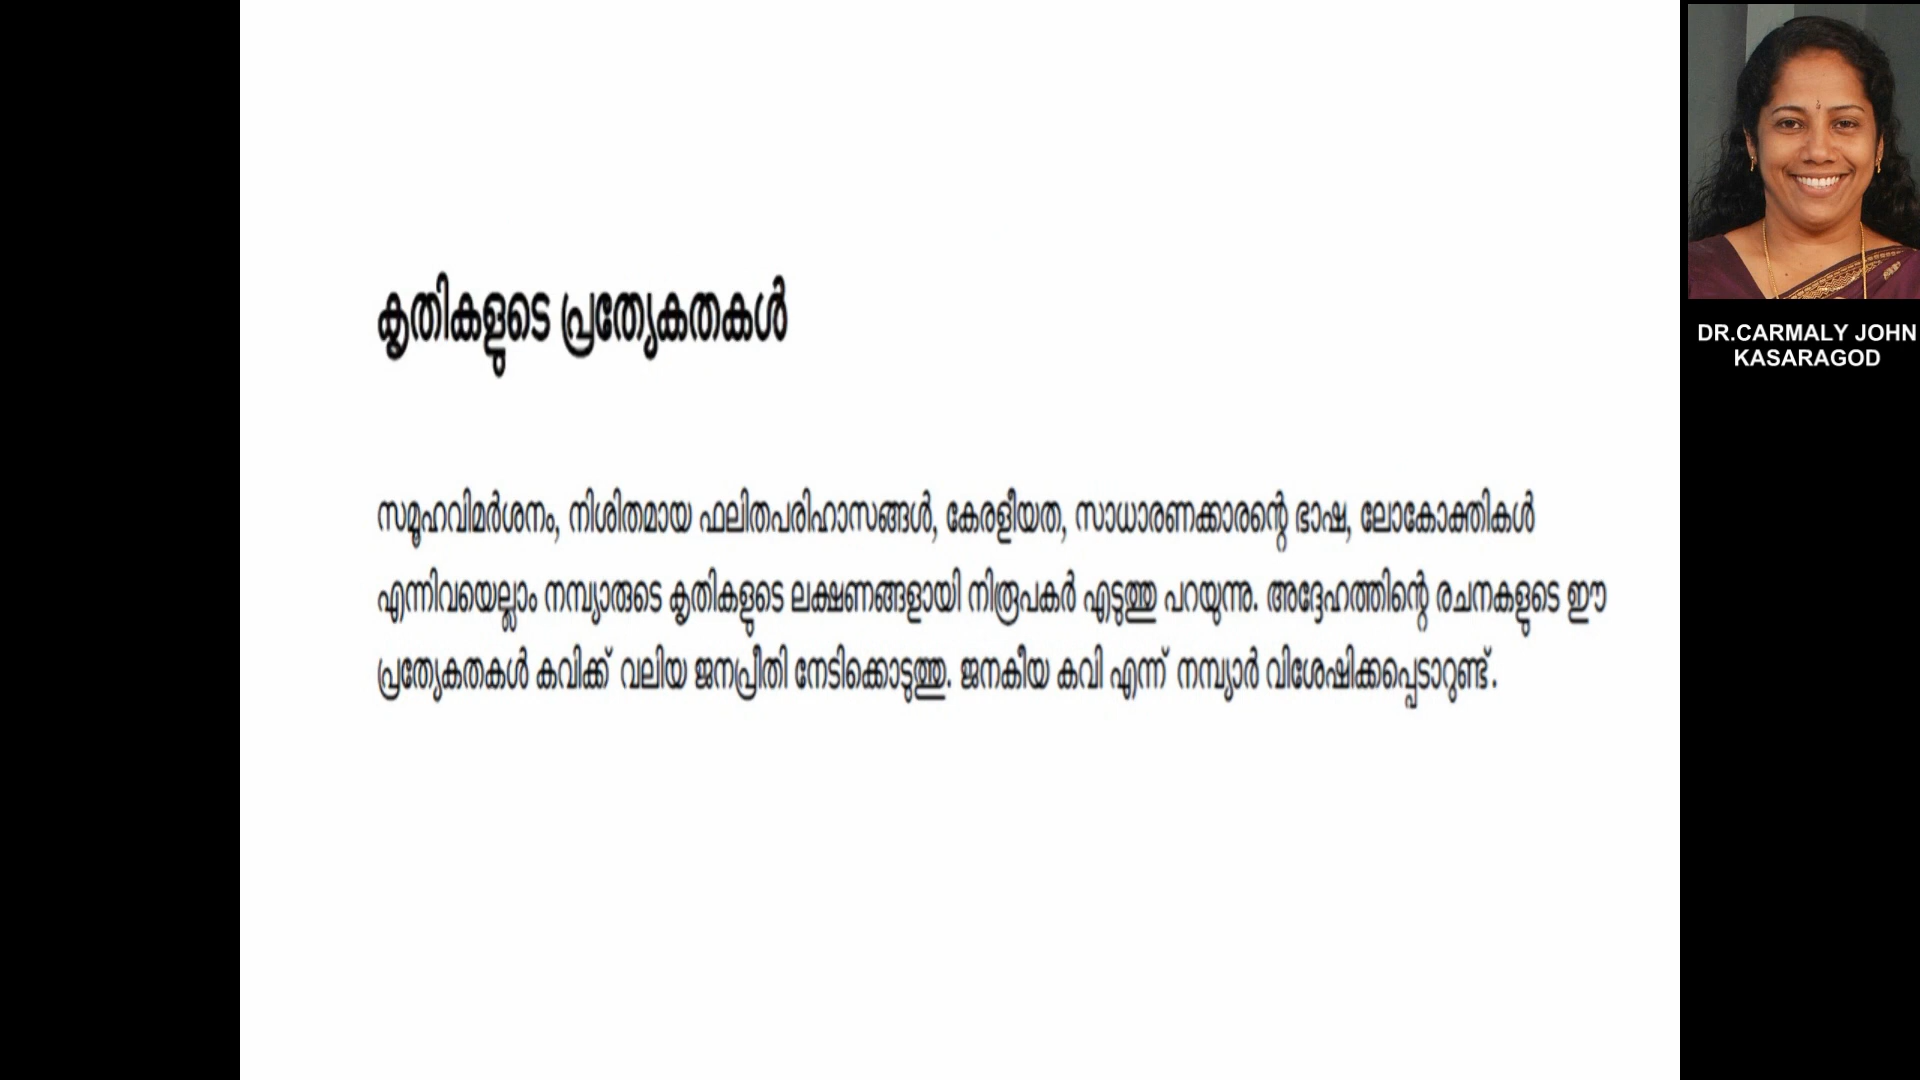 കൃതികളുടെ പ്രത്യേകതകൾ
സമൂഹവിമർശനം, നിശിതമായ ഫലിതപരിഹാസങ്ങൾ, കേരളീയത, സാധാരണക്കാരന്റെ ഭാഷ, ലോകോക്തികൾ
എന്നിവയെല്ലാം നമ്പ്യാരുടെ കൃതികളുടെ ലക്ഷണങ്ങളായി നിരൂപകർ എടുത്തു പറയുന്നു. അദ്ദേഹത്തിന്റെ രചനകളുടെ ഈ
പ്രത്യേകതകൾ കവിക്ക് വലിയ ജനപ്രീതി നേടിക്കൊടുത്തു. ജനകീയ കവി എന്ന് നമ്പ്യാർ വിശേഷിക്കപ്പെടാറുണ്ട്.
DR.CARMALY JOHN
KASARAGOD